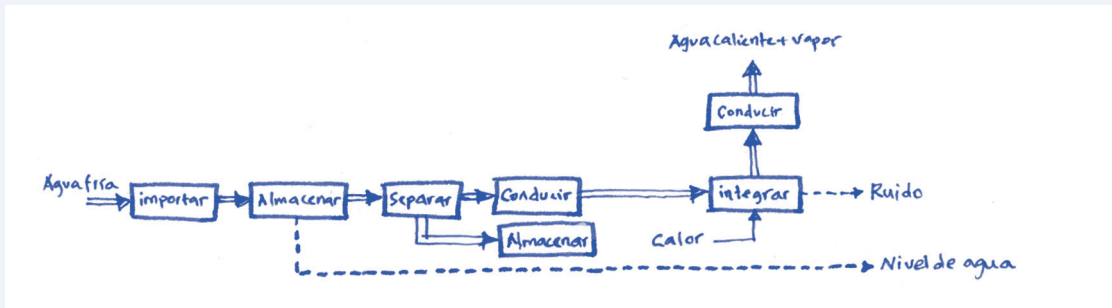 Agua caliente + vapor
Conducir
Agua fría
importar
Almacenar
Separar
Conducir
integrar
Ruido
Almacenar
Calor
Nivel de agua